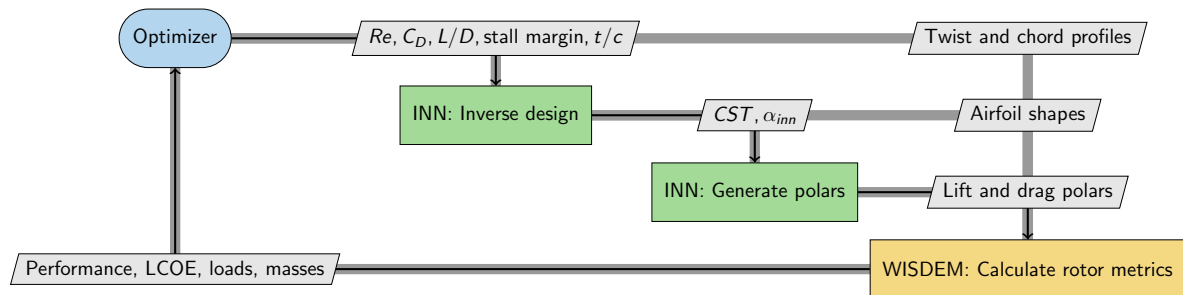 Optimizer
Re, C_D, L/D, stall margin, t/c
Twist and chord profiles
INN: Inverse design
CST, α_inn
Airfoil shapes
INN: Generate polars
Lift and drag polars
Performance, LCOE, loads, masses
WISDEM: Calculate rotor metrics